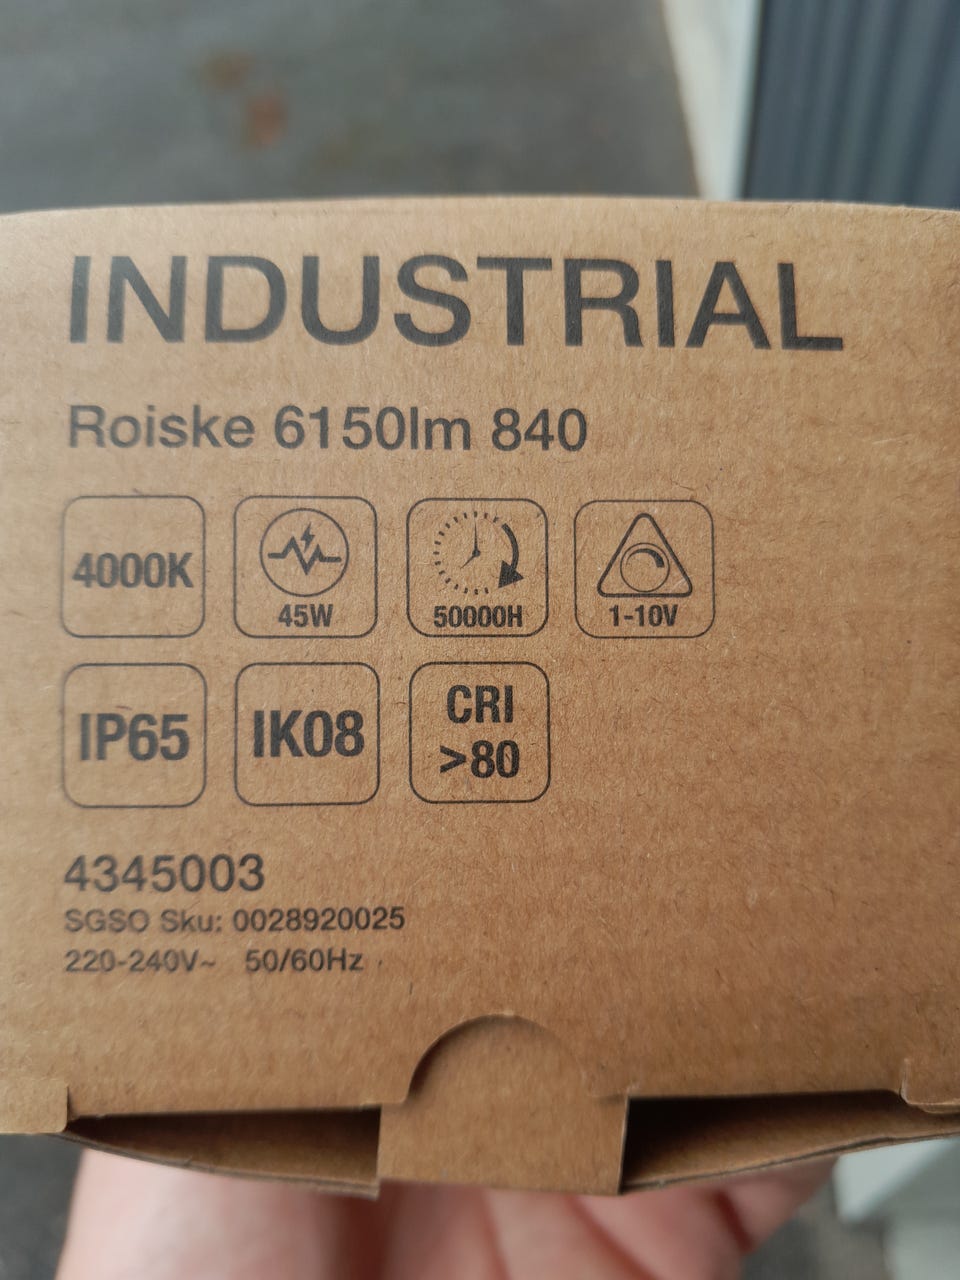 INDUSTRIAL
Roiske 6150lm 840
4000K
45W
50000H
1-10V
IP65
IK08
CRI
>80
4345003
SGSO Sku: 0028920025
220-240V~ 50/60Hz